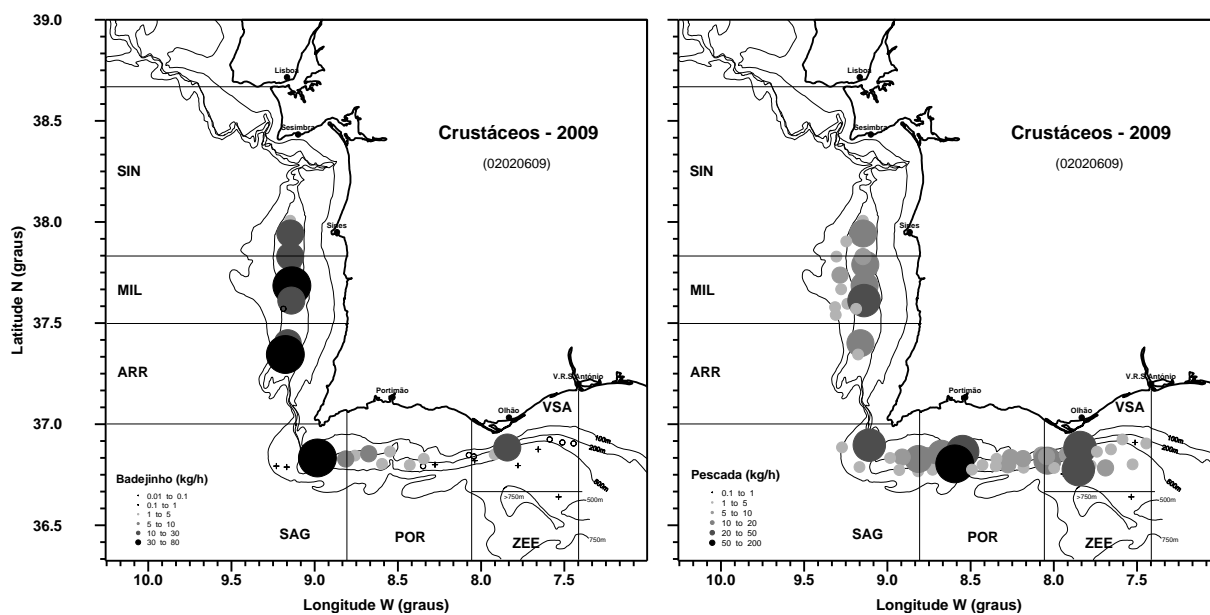 39.0
38.5
38.0
37.5
37.0
36.5
Latitude N (graus)
10.0 9.5 9.0 8.5 8.0 7.5
Longitude W (graus)
Crustáceos - 2009
(02020609)
Lisboa
Sesimbra
Sines
Portimão
Olhão
V.R.S.António
SIN
MIL
ARR
SAG
POR
ZEE
VSA
100m
200m
500m
>750m
-500m
750m
Badejinho (kg/h)
0.01 to 0.1
0.1 to 1
1 to 5
5 to 10
10 to 30
30 to 80
Crustáceos - 2009
(02020609)
Lisboa
Sesimbra
Sines
Portimão
Olhão
V.R.S.António
SIN
MIL
ARR
SAG
POR
ZEE
VSA
100m
200m
500m
>750m
-500m
750m
Pescada (kg/h)
0.1 to 1
1 to 5
5 to 10
10 to 20
20 to 50
50 to 200
10.0 9.5 9.0 8.5 8.0 7.5
Longitude W (graus)